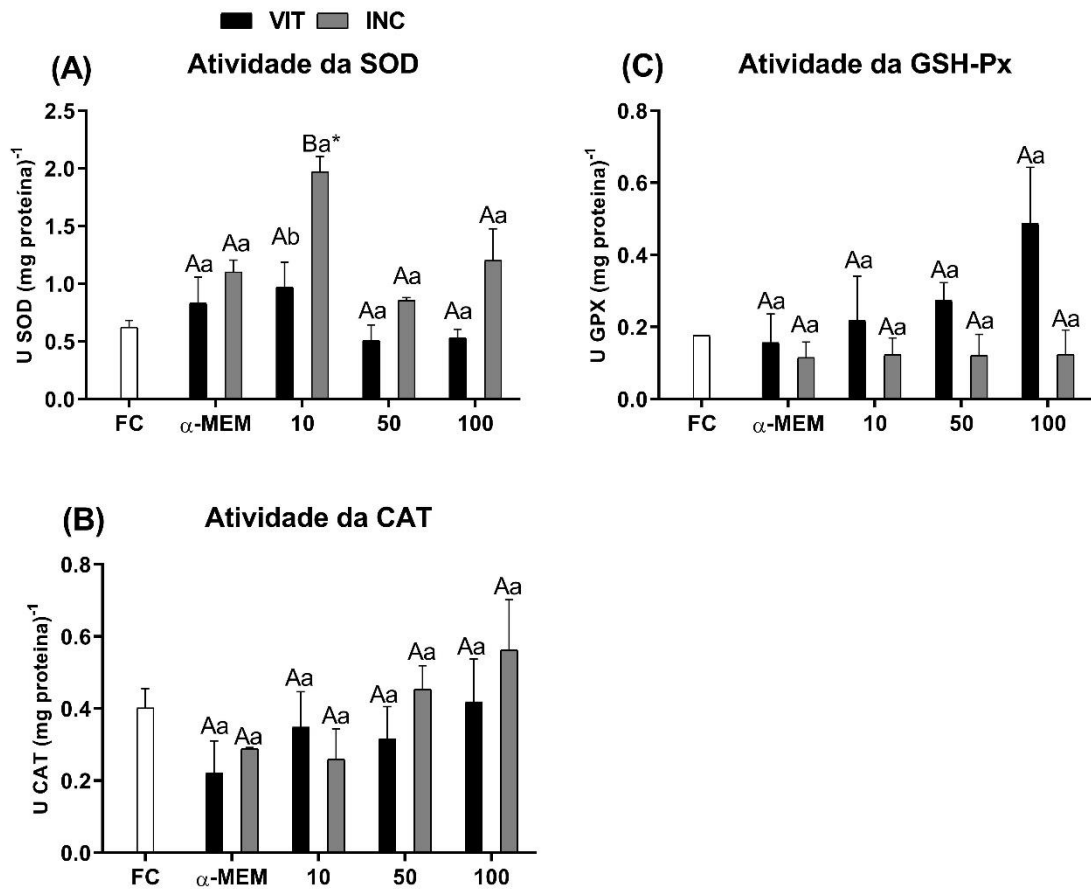 VIT INC
(A) Atividade da SOD
U SOD (mg proteína)⁻¹
2.5
2.0
1.5
1.0
0.5
0.0
Aa Aa Ab Ba* Aa Aa Aa Aa
FC α-MEM 10 50 100
(C) Atividade da GSH-Px
U GPX (mg proteina)⁻¹
0.8
0.6
0.4
0.2
0.0
Aa Aa Aa Aa Aa Aa Aa Aa
FC α-MEM 10 50 100
(B) Atividade da CAT
U CAT (mg proteína)⁻¹
0.8
0.6
0.4
0.2
0.0
Aa Aa Aa Aa Aa Aa Aa Aa
FC α-MEM 10 50 100